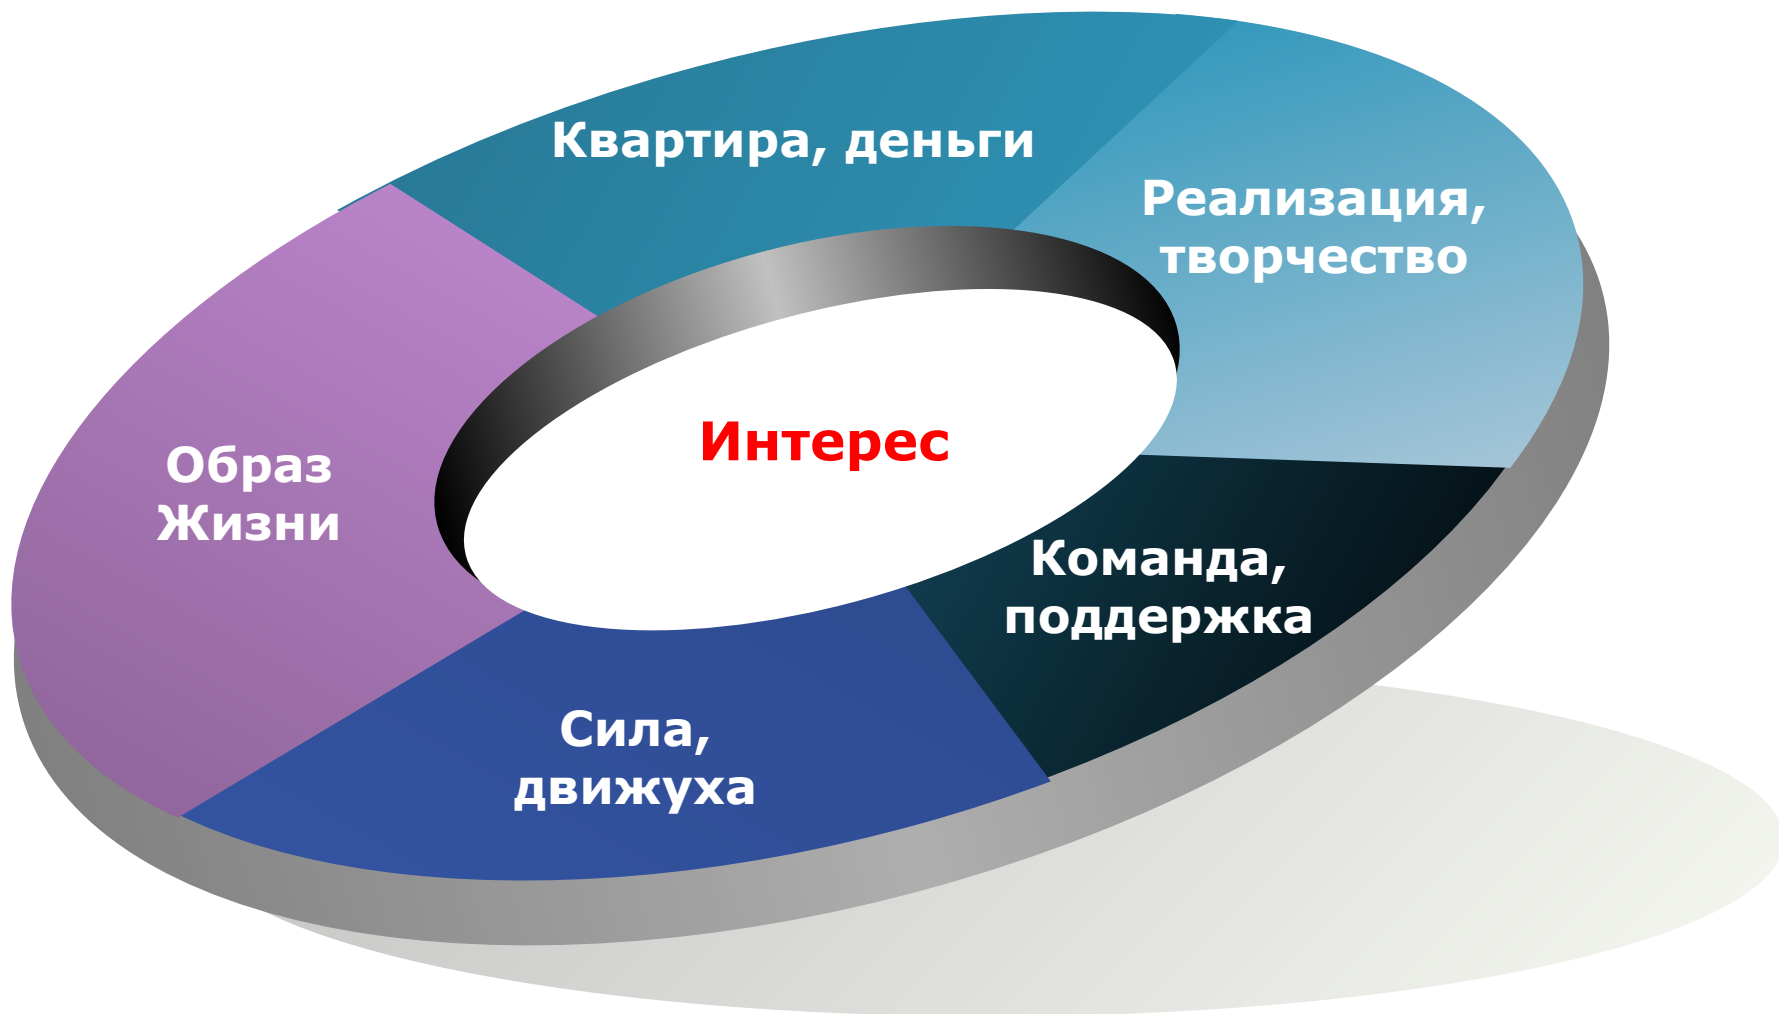 Квартира, деньги
Реализация,
творчество
Интерес
Образ
Жизни
Команда,
поддержка
Сила,
движуха